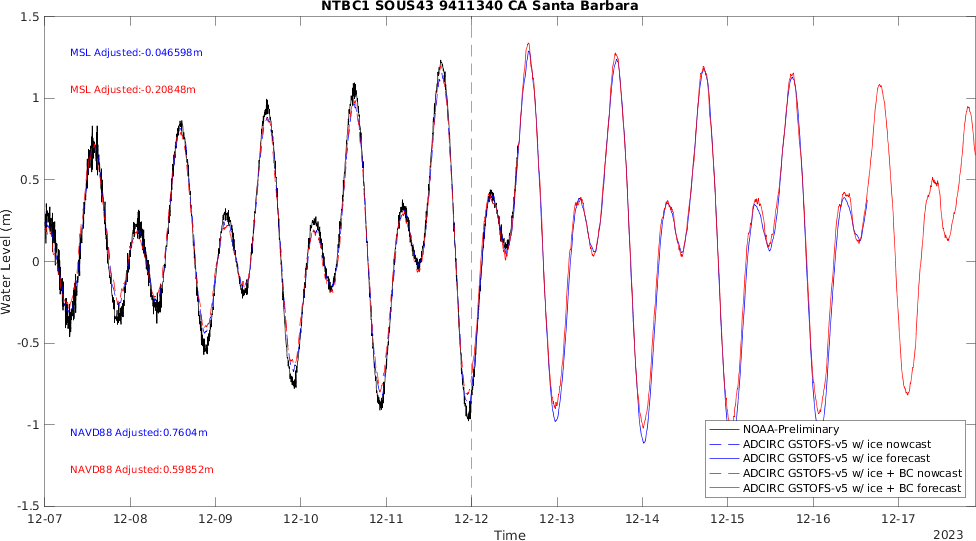 NTBC1 SOUS43 9411340 CA Santa Barbara
1.5
MSL Adjusted:-0.046598m
MSL Adjusted:-0.20848m
1
0.5
Water Level (m)
0
-0.5
-1
NAVD88 Adjusted:0.7604m
NAVD88 Adjusted:0.59852m
NOAA-Preliminary
ADCIRC GSTOFS-v5 w/ ice nowcast
ADCIRC GSTOFS-v5 w/ ice forecast
ADCIRC GSTOFS-v5 w/ ice + BC nowcast
ADCIRC GSTOFS-v5 w/ ice + BC forecast
-1.5
12-07 12-08 12-09 12-10 12-11 12-12 12-13 12-14 12-15 12-16 12-17
Time
2023